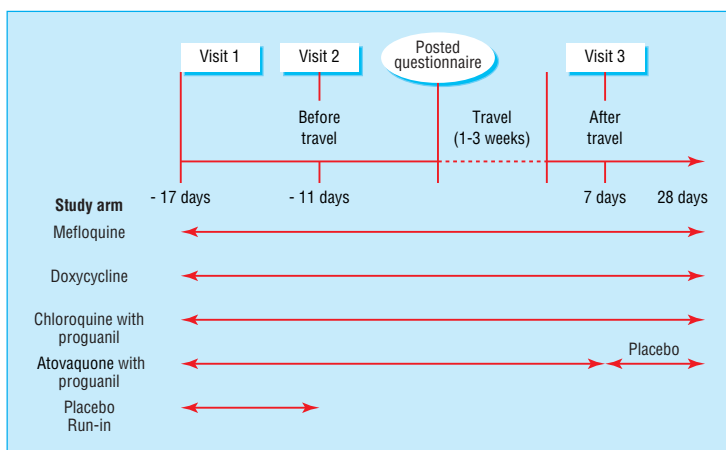 Visit 1
Visit 2
Posted
questionnaire
Visit 3
Before
travel
Travel
(1-3 weeks)
After
travel
Study arm
- 17 days
- 11 days
7 days
28 days
Mefloquine
Doxycycline
Chloroquine with
proguanil
Atovaquone with
proguanil
Placebo
Placebo
Run-in